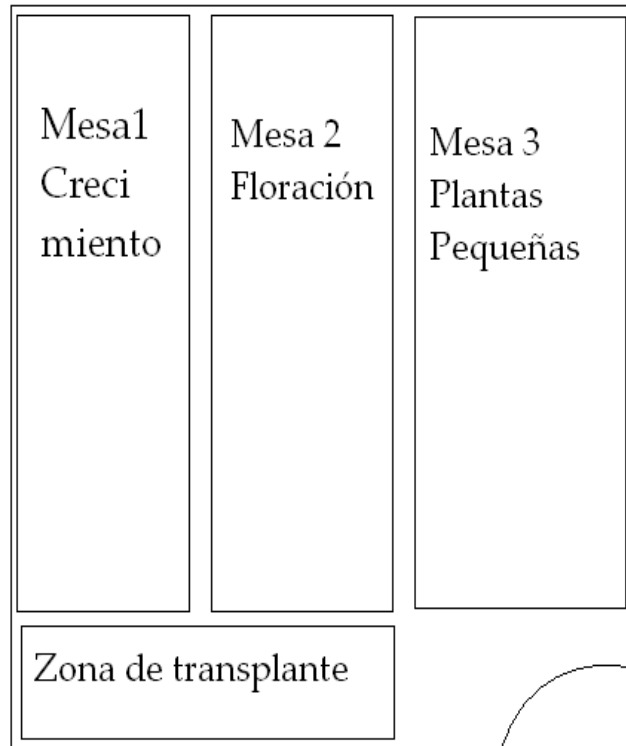 Mesa1
Creci
miento
Mesa 2
Floración
Mesa 3
Plantas
Pequeñas
Zona de transplante